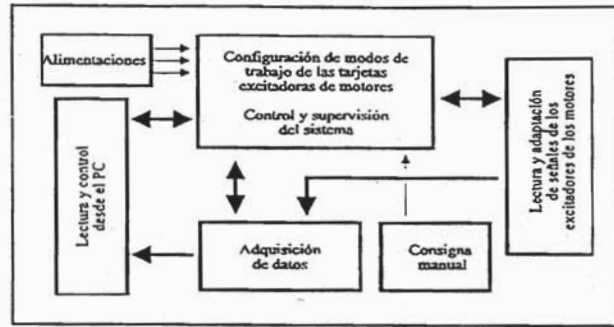 Alimentaciones
Configuración de modos de
trabajo de las tarjetas
excitadoras de motores
Control y supervisión
del sistema
Lectura y control
desde el PC
Adquisición
de datos
Consigna
manual
Lectura y adaptación
de señales de los
excitadores de los motores